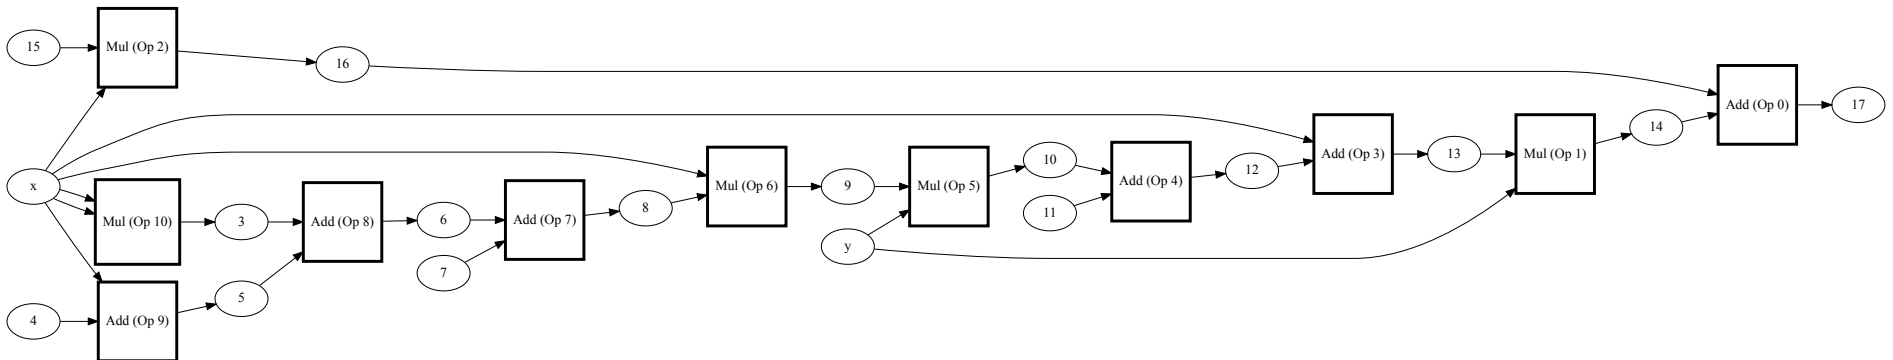 15
Mul (Op 2)
16
Add (Op 0)
17
x
Mul (Op 10)
3
Add (Op 8)
6
Add (Op 7)
8
7
Mul (Op 6)
9
Mul (Op 5)
y
10
11
Add (Op 4)
12
Add (Op 3)
13
Mul (Op 1)
14
4
Add (Op 9)
5